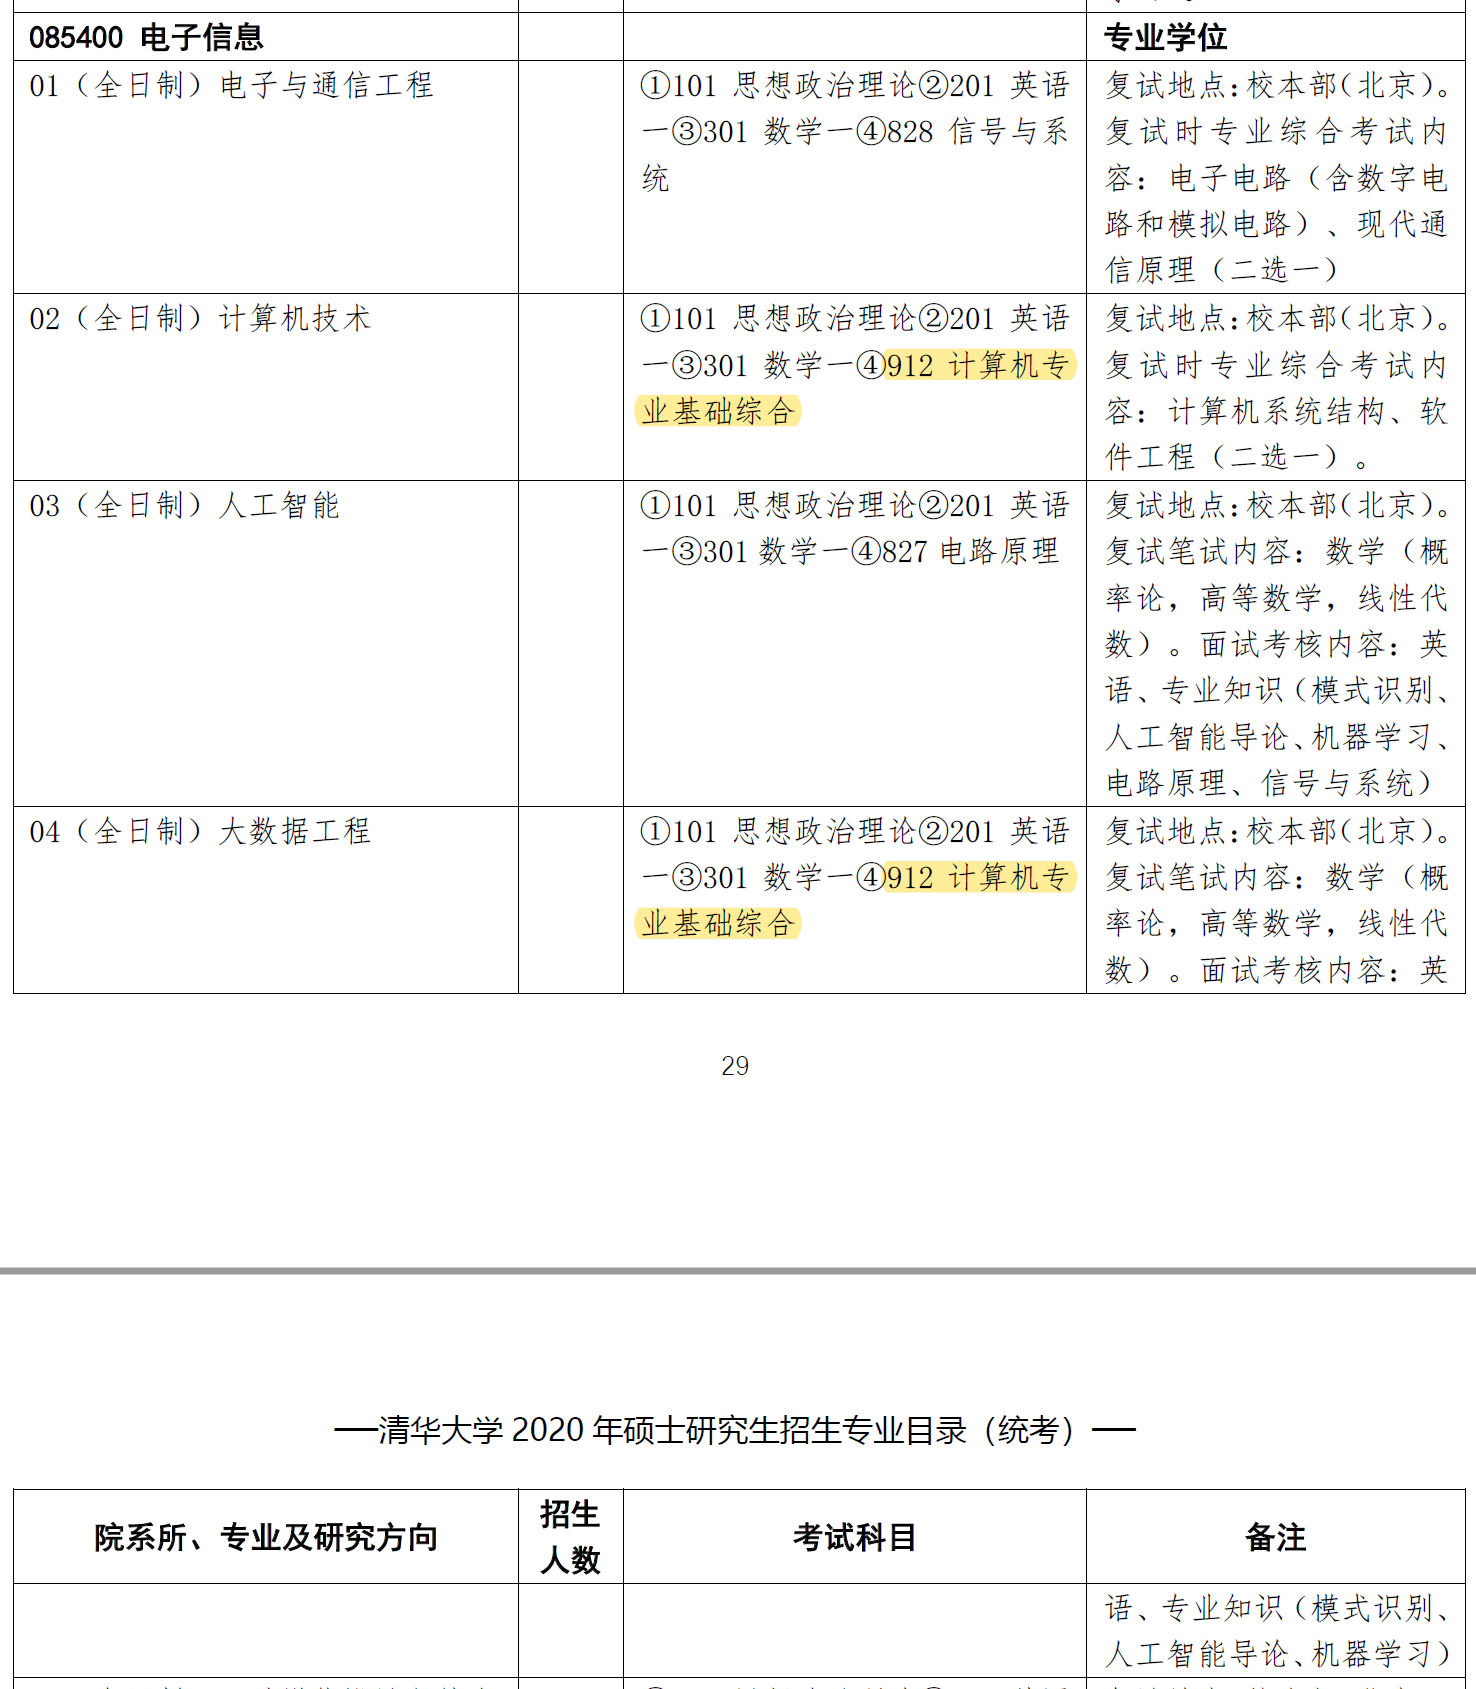 085400 电子信息
专业学位
01（全日制）电子与通信工程
①101 思想政治理论②201 英语
一③301 数学一④828 信号与系
统
复试地点:校本部(北京)。
复试时专业综合考试内
容：电子电路（含数字电
路和模拟电路）、现代通
信原理（二选一）
02（全日制）计算机技术
①101 思想政治理论②201 英语
一③301 数学一④912 计算机专
业基础综合
复试地点:校本部(北京)。
复试时专业综合考试内
容：计算机系统结构、软
件工程（二选一）。
03（全日制）人工智能
①101 思想政治理论②201 英语
一③301 数学一④827 电路原理
复试地点:校本部(北京)。
复试笔试内容：数学（概
率论，高等数学，线性代
数）。面试考核内容：英
语、专业知识（模式识别、
人工智能导论、机器学习、
电路原理、信号与系统）
04（全日制）大数据工程
①101 思想政治理论②201 英语
一③301 数学一④912 计算机专
业基础综合
复试地点:校本部(北京)。
复试笔试内容：数学（概
率论，高等数学，线性代
数）。面试考核内容：英
29
──清华大学 2020 年硕士研究生招生专业目录（统考）──
院系所、专业及研究方向
招生
人数
考试科目
备注
语、专业知识（模式识别、
人工智能导论、机器学习）